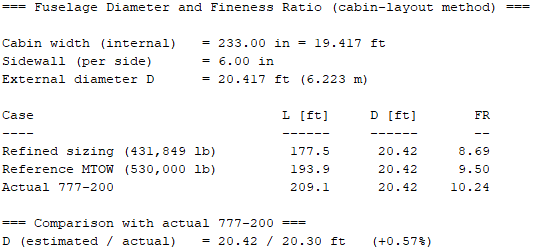 === Fuselage Diameter and Fineness Ratio (cabin-layout method) ===
Cabin width (internal)   = 233.00 in = 19.417 ft
Sidewall (per side)      = 6.00 in
External diameter D      = 20.417 ft (6.223 m)
Case                               L [ft]     D [ft]       FR
----                               ------     ------       --
Refined sizing (431,849 lb)         177.5      20.42     8.69
Reference MTOW (530,000 lb)         193.9      20.42     9.50
Actual 777-200                      209.1      20.42    10.24
=== Comparison with actual 777-200 ===
D (estimated / actual)   = 20.42 / 20.30 ft   (+0.57%)